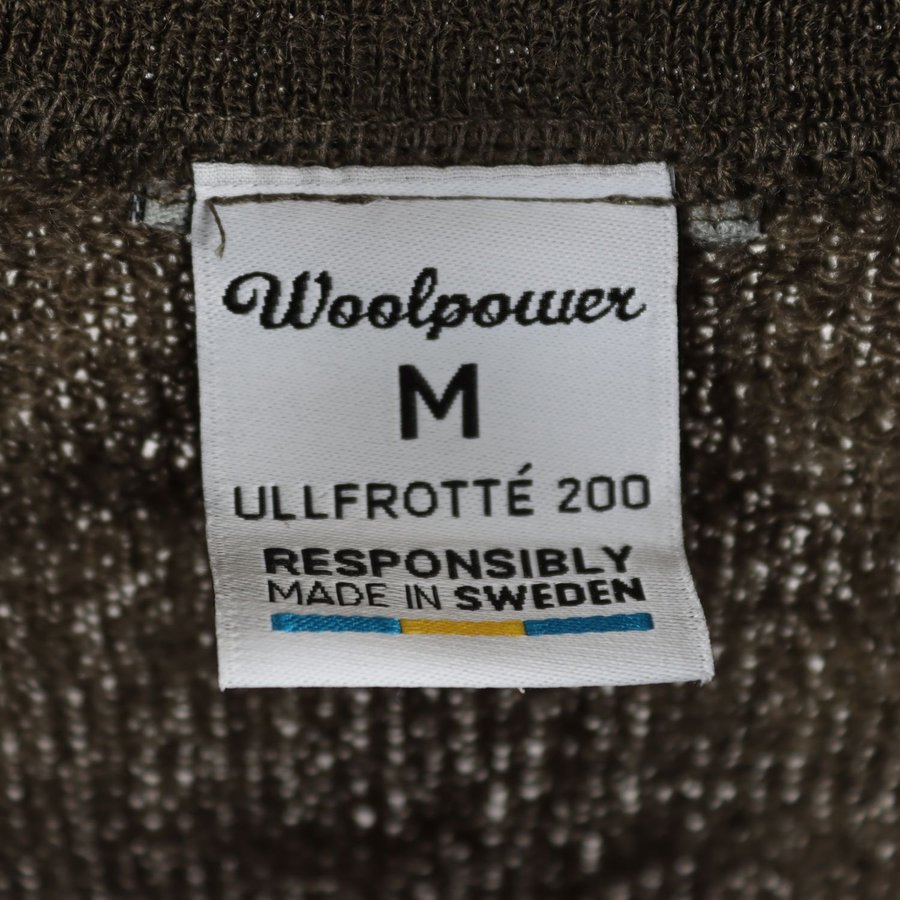 Woolpower
M
ULLFROTTÉ 200
RESPONSIBLY
MADE IN SWEDEN